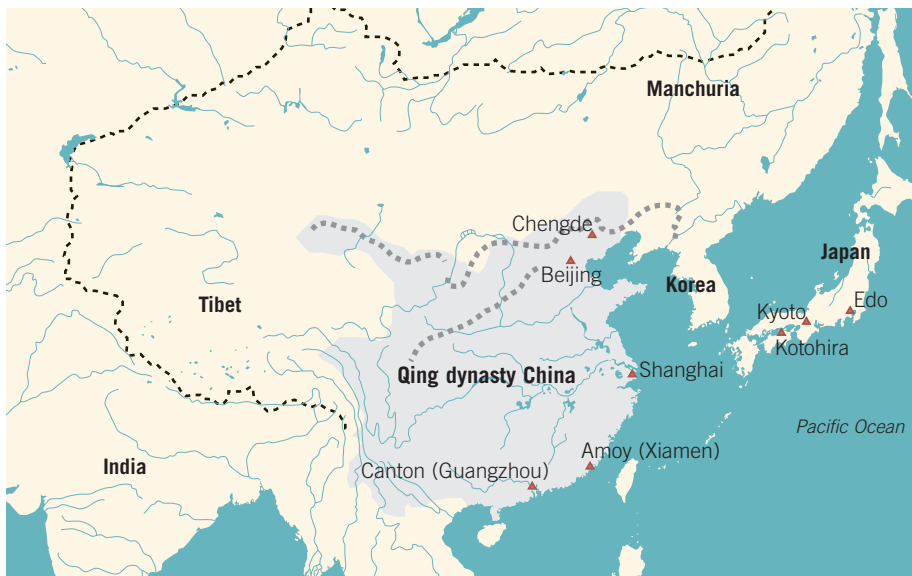 Manchuria
Chengde
Beijing
Japan
Korea
Tibet
Edo
Kyoto
Kotohira
Qing dynasty China
Shanghai
Pacific Ocean
Amoy (Xiamen)
India
Canton (Guangzhou)